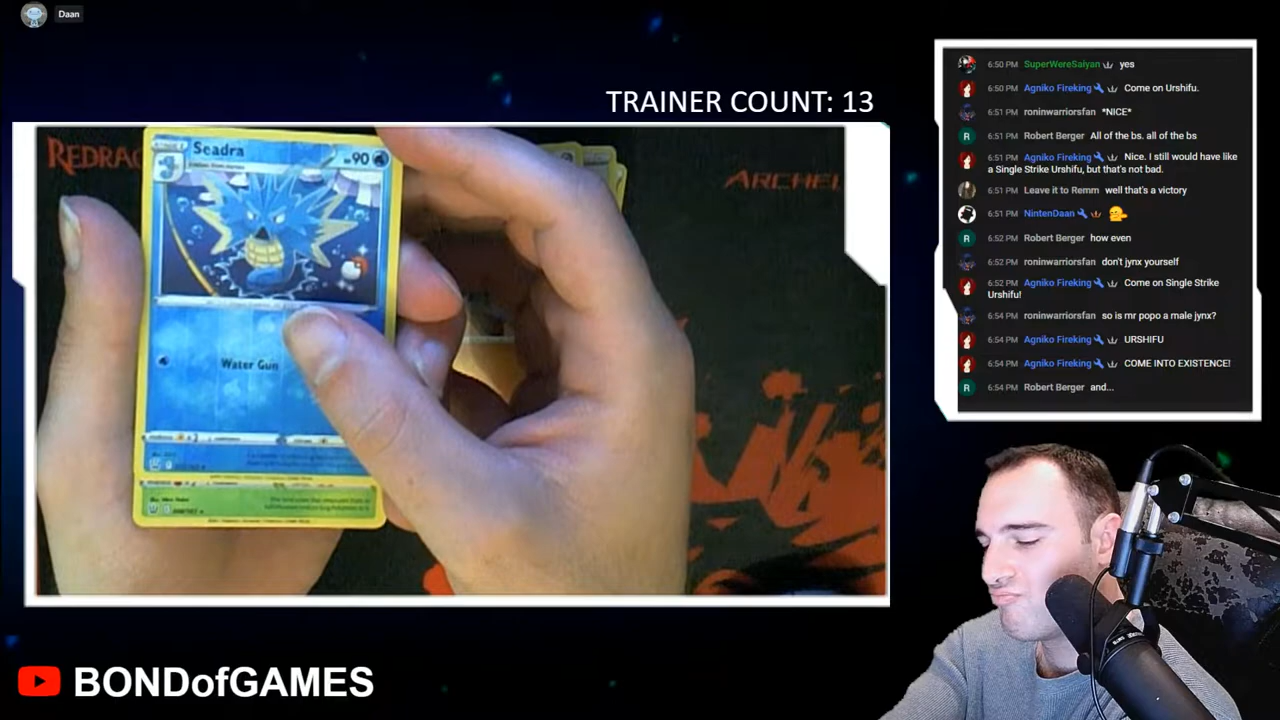 Daan
TRAINER COUNT: 13
REDRAG
ARCHE
Seadra
90
Water Gun
6:50 PM SuperWereSaiyan yes
6:50 PM Agniko Fireking Come on Urshifu.
6:51 PM roninwarriorsfan *NICE*
R 6:51 PM Robert Berger All of the bs. all of the bs
6:51 PM Agniko Fireking Nice. I still would have like
a Single Strike Urshifu, but that's not bad.
6:51 PM Leave it to Remm well that's a victory
6:51 PM NintenDaan
R 6:52 PM Robert Berger how even
6:52 PM roninwarriorsfan don't jynx yourself
6:52 PM Agniko Fireking Come on Single Strike
Urshifu!
6:54 PM roninwarriorsfan so is mr popo a male jynx?
6:54 PM Agniko Fireking URSHIFU
6:54 PM Agniko Fireking COME INTO EXISTENCE!
R 6:54 PM Robert Berger and...
BONDofGAMES